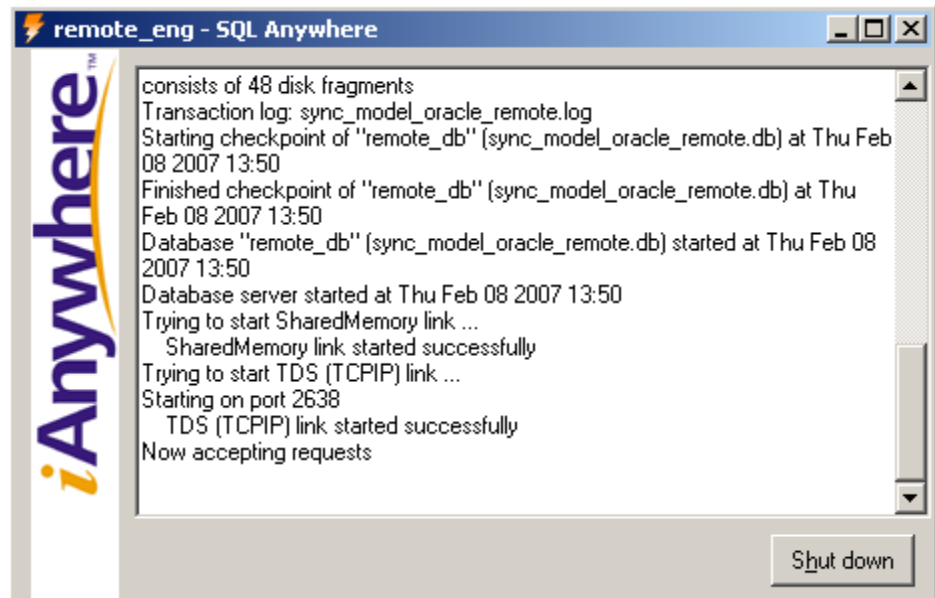 remote_eng - SQL Anywhere
iAnywhere™
consists of 48 disk fragments
Transaction log: sync_model_oracle_remote.log
Starting checkpoint of "remote_db" (sync_model_oracle_remote.db) at Thu Feb
08 2007 13:50
Finished checkpoint of "remote_db" (sync_model_oracle_remote.db) at Thu
Feb 08 2007 13:50
Database "remote_db" (sync_model_oracle_remote.db) started at Thu Feb 08
2007 13:50
Database server started at Thu Feb 08 2007 13:50
Trying to start SharedMemory link ...
SharedMemory link started successfully
Trying to start TDS (TCPIP) link ...
Starting on port 2638
TDS (TCPIP) link started successfully
Now accepting requests
Shut down